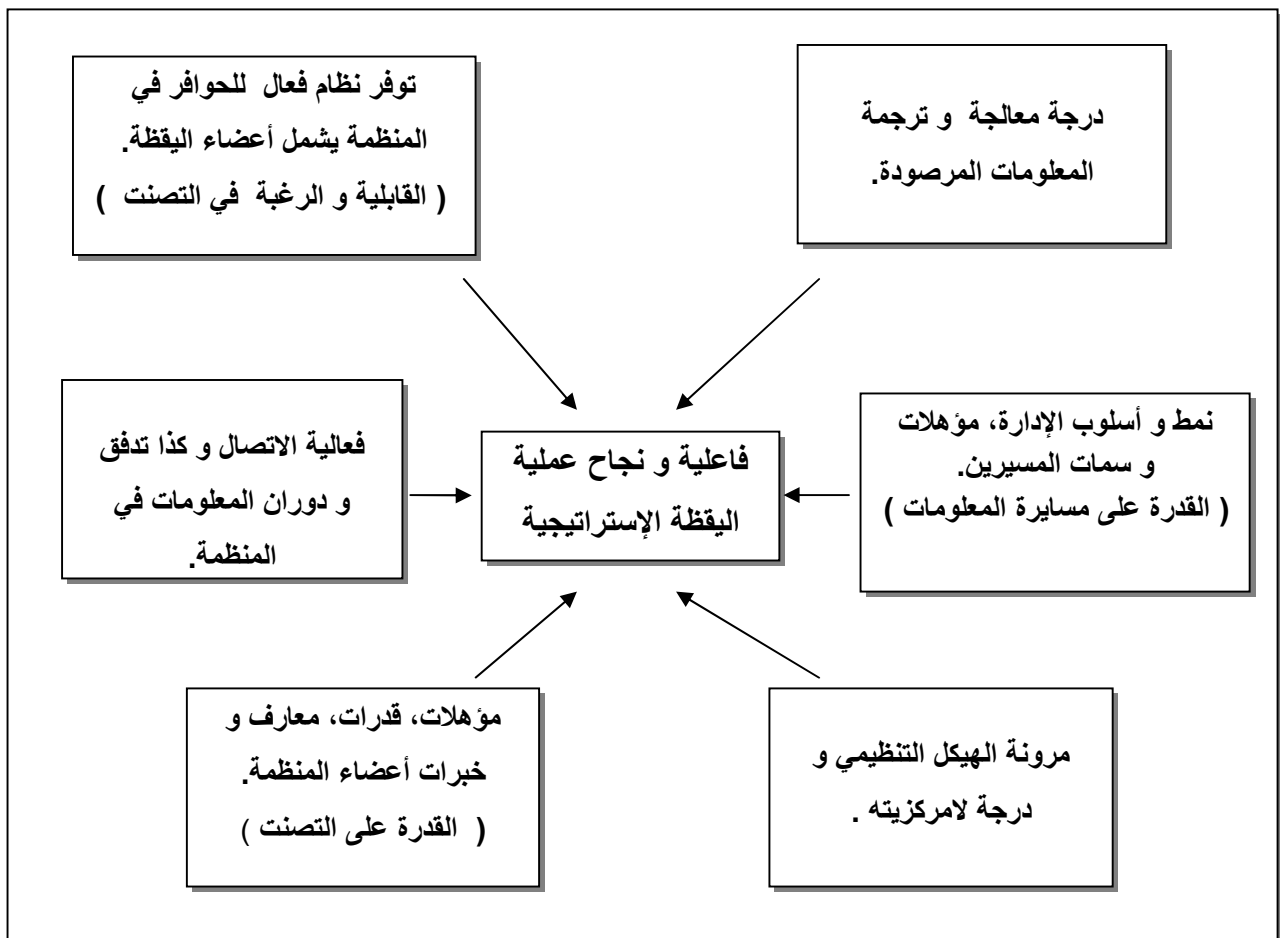 درجة معالجة و ترجمة
المعلومات المرصودة.
توفر نظام فعال للحوافر في
المنظمة يشمل أعضاء اليقظة.
( القابلية و الرغبة في التصنت )
نمط و أسلوب الإدارة، مؤهلات
و سمات المسيرين.
( القدرة على مسايرة المعلومات )
فاعلية و نجاح عملية
اليقظة الإستراتيجية
فعالية الاتصال و كذا تدفق
و دوران المعلومات في
المنظمة.
مرونة الهيكل التنظيمي و
درجة لامركزيته .
مؤهلات، قدرات، معارف و
خبرات أعضاء المنظمة.
( القدرة على التصنت )